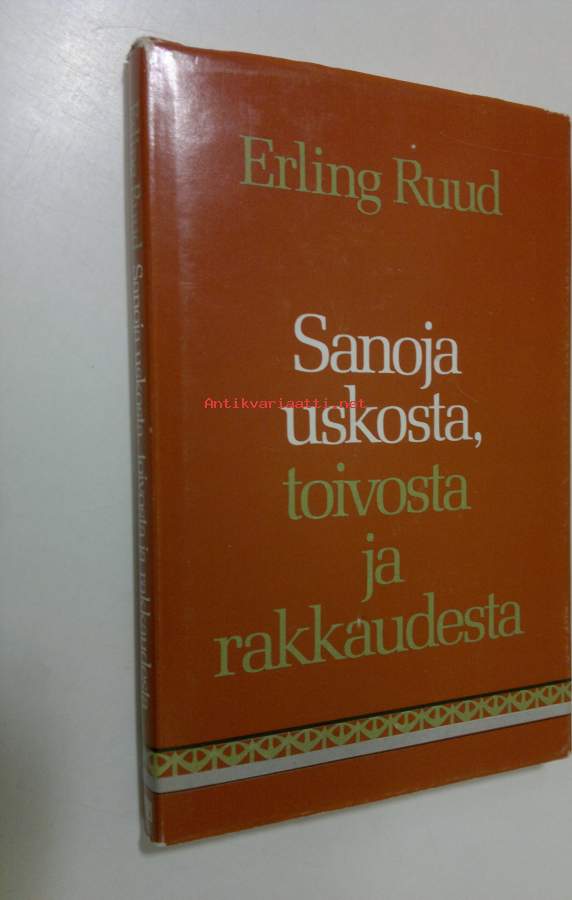 Erling Ruud
Sanoja
uskosta,
toivosta
ja
rakkaudesta
Antikvariaatti.net
Erling Ruud Sanoja uskosta, toivosta ja rakkaudesta